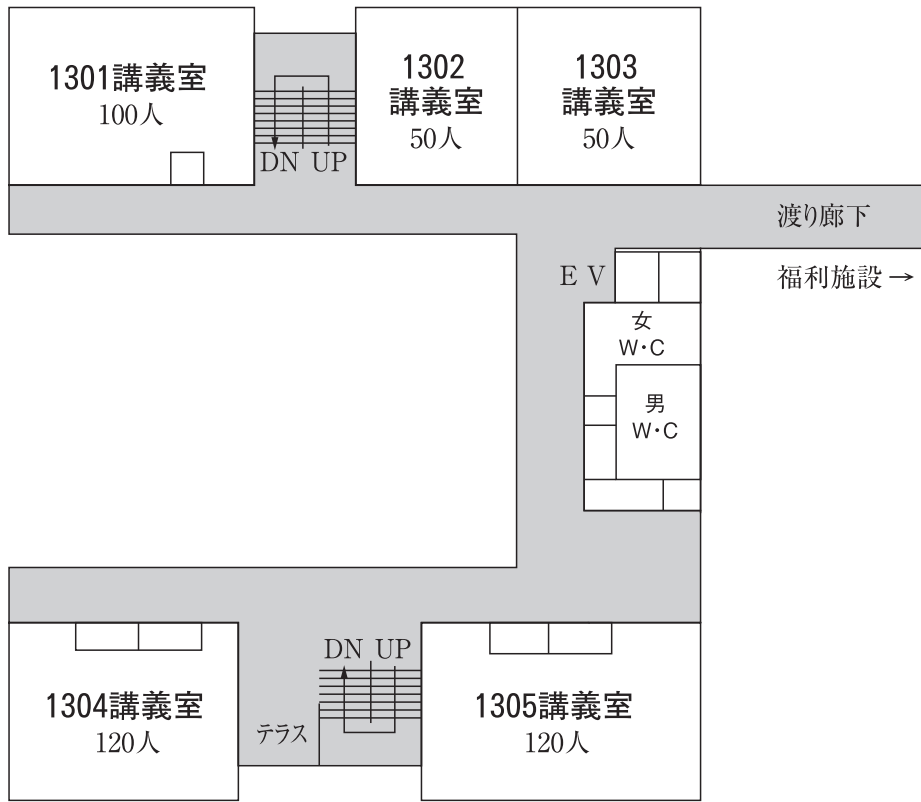 1301講義室
100人
1302
講義室
50人
1303
講義室
50人
DN UP
渡り廊下
E V
福利施設→
女
W・C
男
W・C
DN UP
1304講義室
120人
テラス
1305講義室
120人